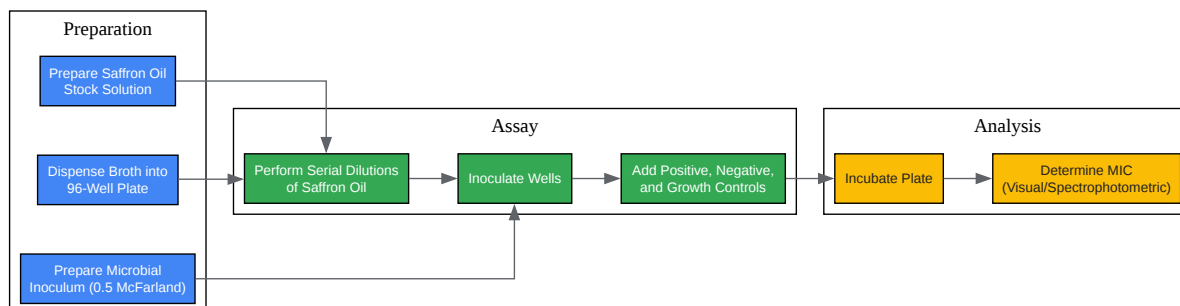 Preparation
Prepare Saffron Oil
Stock Solution
Dispense Broth into
96-Well Plate
Prepare Microbial
Inoculum (0.5 McFarland)
Assay
Perform Serial Dilutions
of Saffron Oil
Inoculate Wells
Add Positive, Negative,
and Growth Controls
Analysis
Incubate Plate
Determine MIC
(Visual/Spectrophotometric)